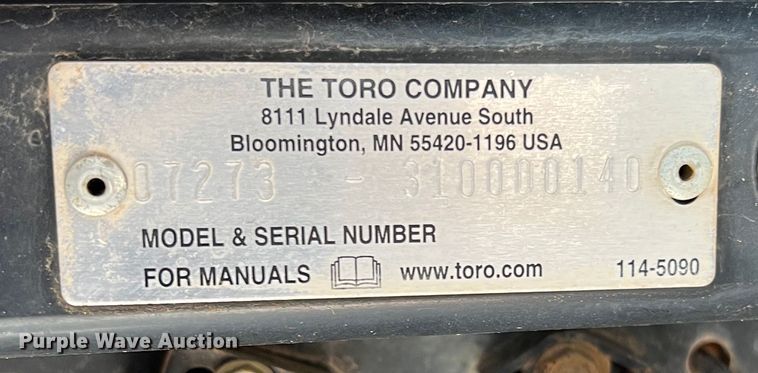 THE TORO COMPANY
8111 Lyndale Avenue South
Bloomington, MN 55420-1196 USA
07273 - 310000140
MODEL & SERIAL NUMBER
FOR MANUALS www.toro.com 114-5090
Purple Wave Auction